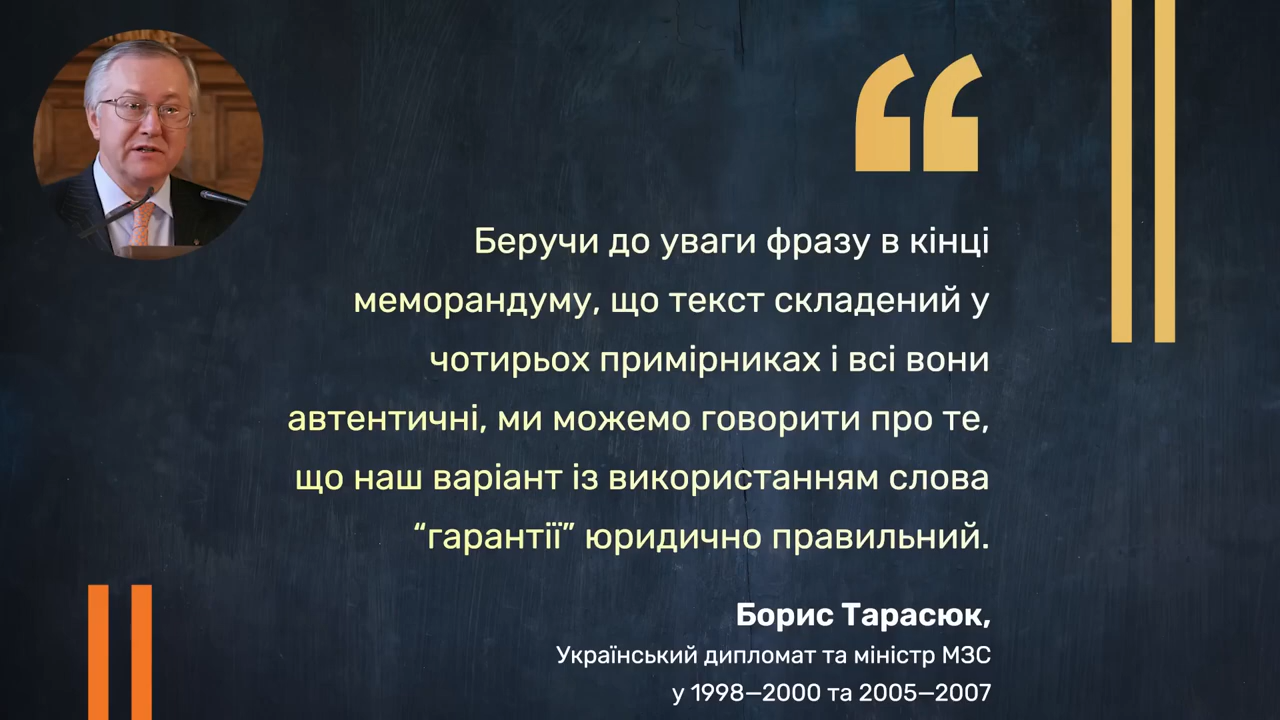 Беручи до уваги фразу в кінці
меморандуму, що текст складений у
чотирьох примірниках і всі вони
автентичні, ми можемо говорити про те,
що наш варіант із використанням слова
“гарантії” юридично правильний.
Борис Тарасюк,
Український дипломат та міністр МЗС
у 1998—2000 та 2005—2007